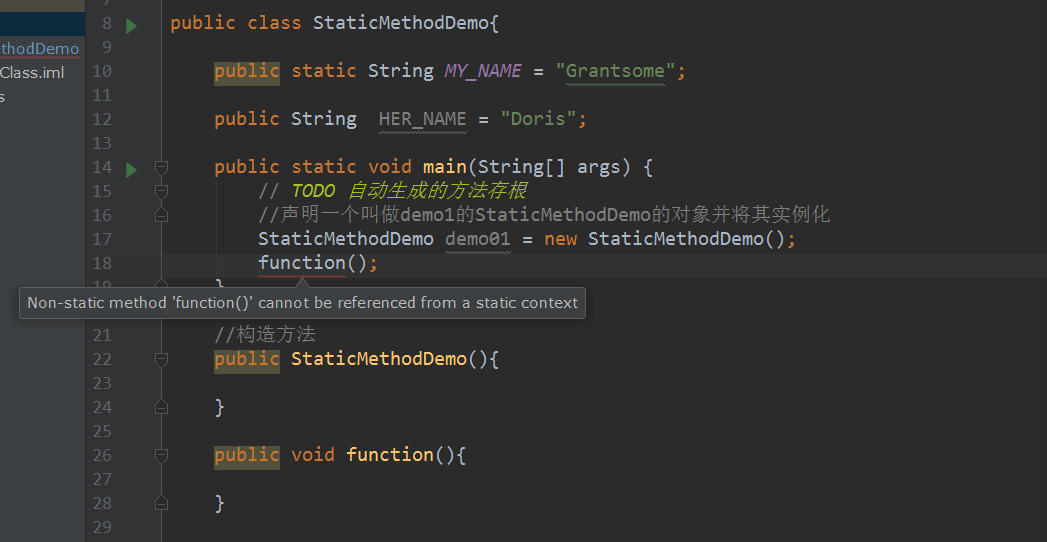 7
8 public class StaticMethodDemo{
9
thodDemo
10 public static String MY_NAME = "Grantsome";
Class.iml
11
s
12 public String HER_NAME = "Doris";
13
14 public static void main(String[] args) {
15 // TODO 自动生成的方法存根
16 //声明一个叫做demo1的StaticMethodDemo的对象并将其实例化
17 StaticMethodDemo demo01 = new StaticMethodDemo();
18 function();
19 }
Non-static method 'function()' cannot be referenced from a static context
21 //构造方法
22 public StaticMethodDemo(){
23
24 }
25
26 public void function(){
27
28 }
29